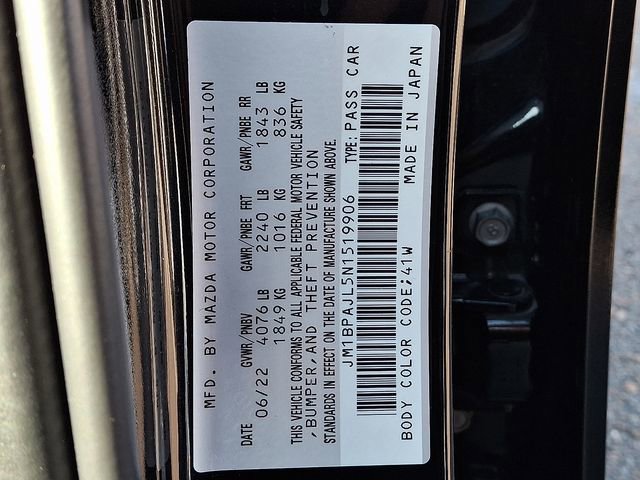 MFD. BY MAZDA MOTOR CORPORATION
DATE GVWR/PNBV GAWR/PNBE FRT GAWR/PNBE RR
06/22 4076 LB 2240 LB 1843 LB
1849 KG 1016 KG 836 KG
THIS VEHICLE CONFORMS TO ALL APPLICABLE FEDERAL MOTOR VEHICLE SAFETY
,BUMPER,AND THEFT PREVENTION
STANDARDS IN EFFECT ON THE DATE OF MANUFACTURE SHOWN ABOVE.
JM1BPAJL5N1519906 TYPE:PASS CAR
BODY COLOR CODE;41W MADE IN JAPAN